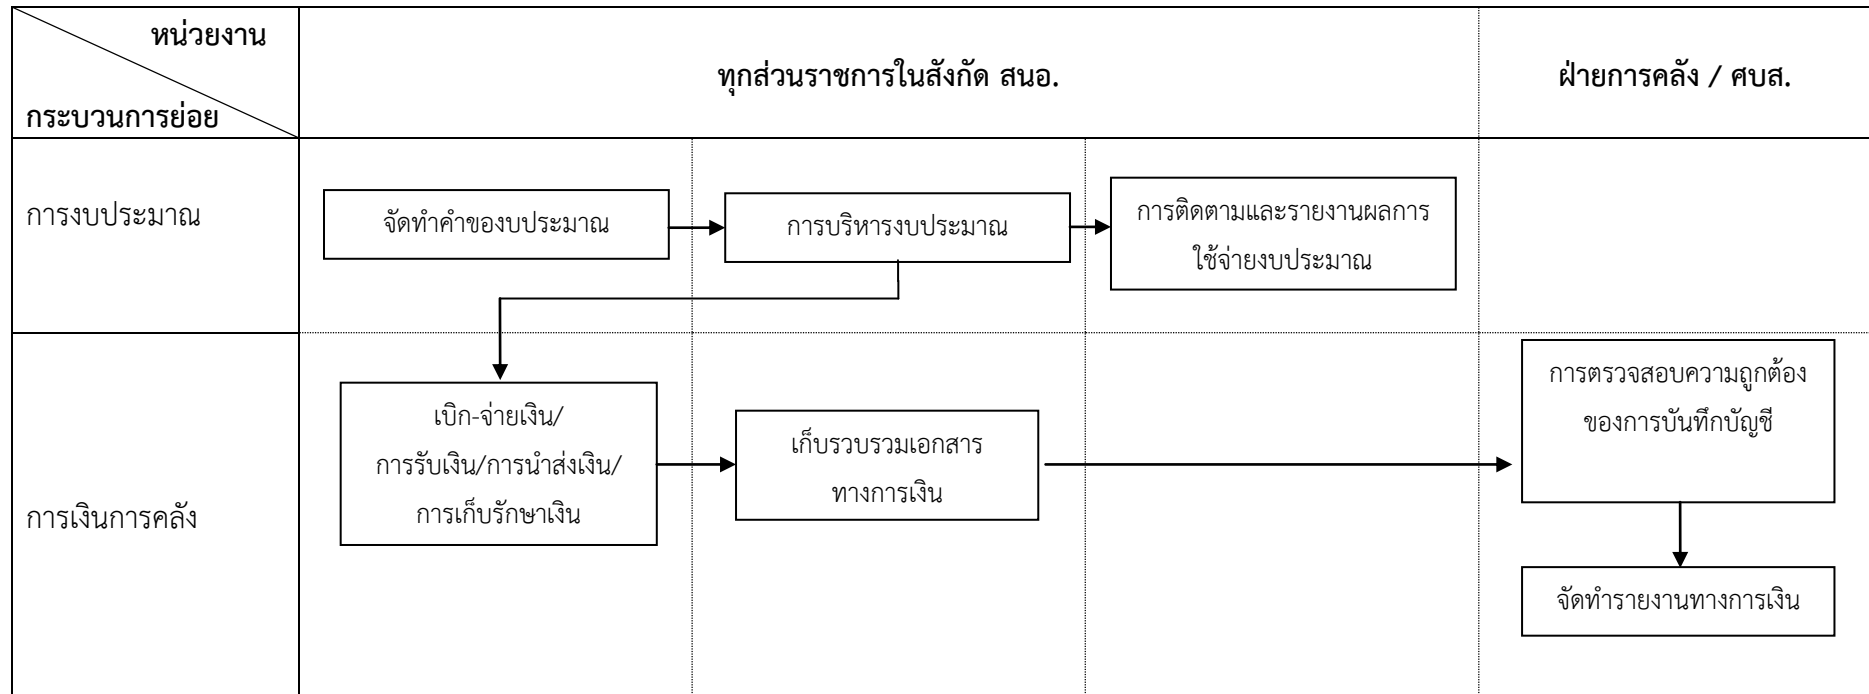 หน่วยงาน
กระบวนการย่อย
ทุกส่วนราชการในสังกัด สนอ.
ฝ่ายการคลัง / ศบส.
การงบประมาณ
จัดทำคำของบประมาณ
การบริหารงบประมาณ
การติดตามและรายงานผลการ
ใช้จ่ายงบประมาณ
การเงินการคลัง
เบิก-จ่ายเงิน/
การรับเงิน/การนำส่งเงิน/
การเก็บรักษาเงิน
เก็บรวบรวมเอกสาร
ทางการเงิน
การตรวจสอบความถูกต้อง
ของการบันทึกบัญชี
จัดทำรายงานทางการเงิน